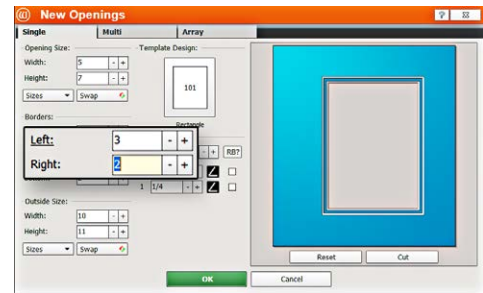 New Openings
? 
Single Multi Array
Opening Size: Template Design:
Width: 5 - +
Height: 7 - +
Sizes Swap
101
Borders:
Rectangle
Left: 3 - +
Right: 2 - +
- + RB?
1 1/4 - +
Outside Size:
Width: 10 - +
Height: 11 - +
Sizes Swap
Reset Cut
OK Cancel